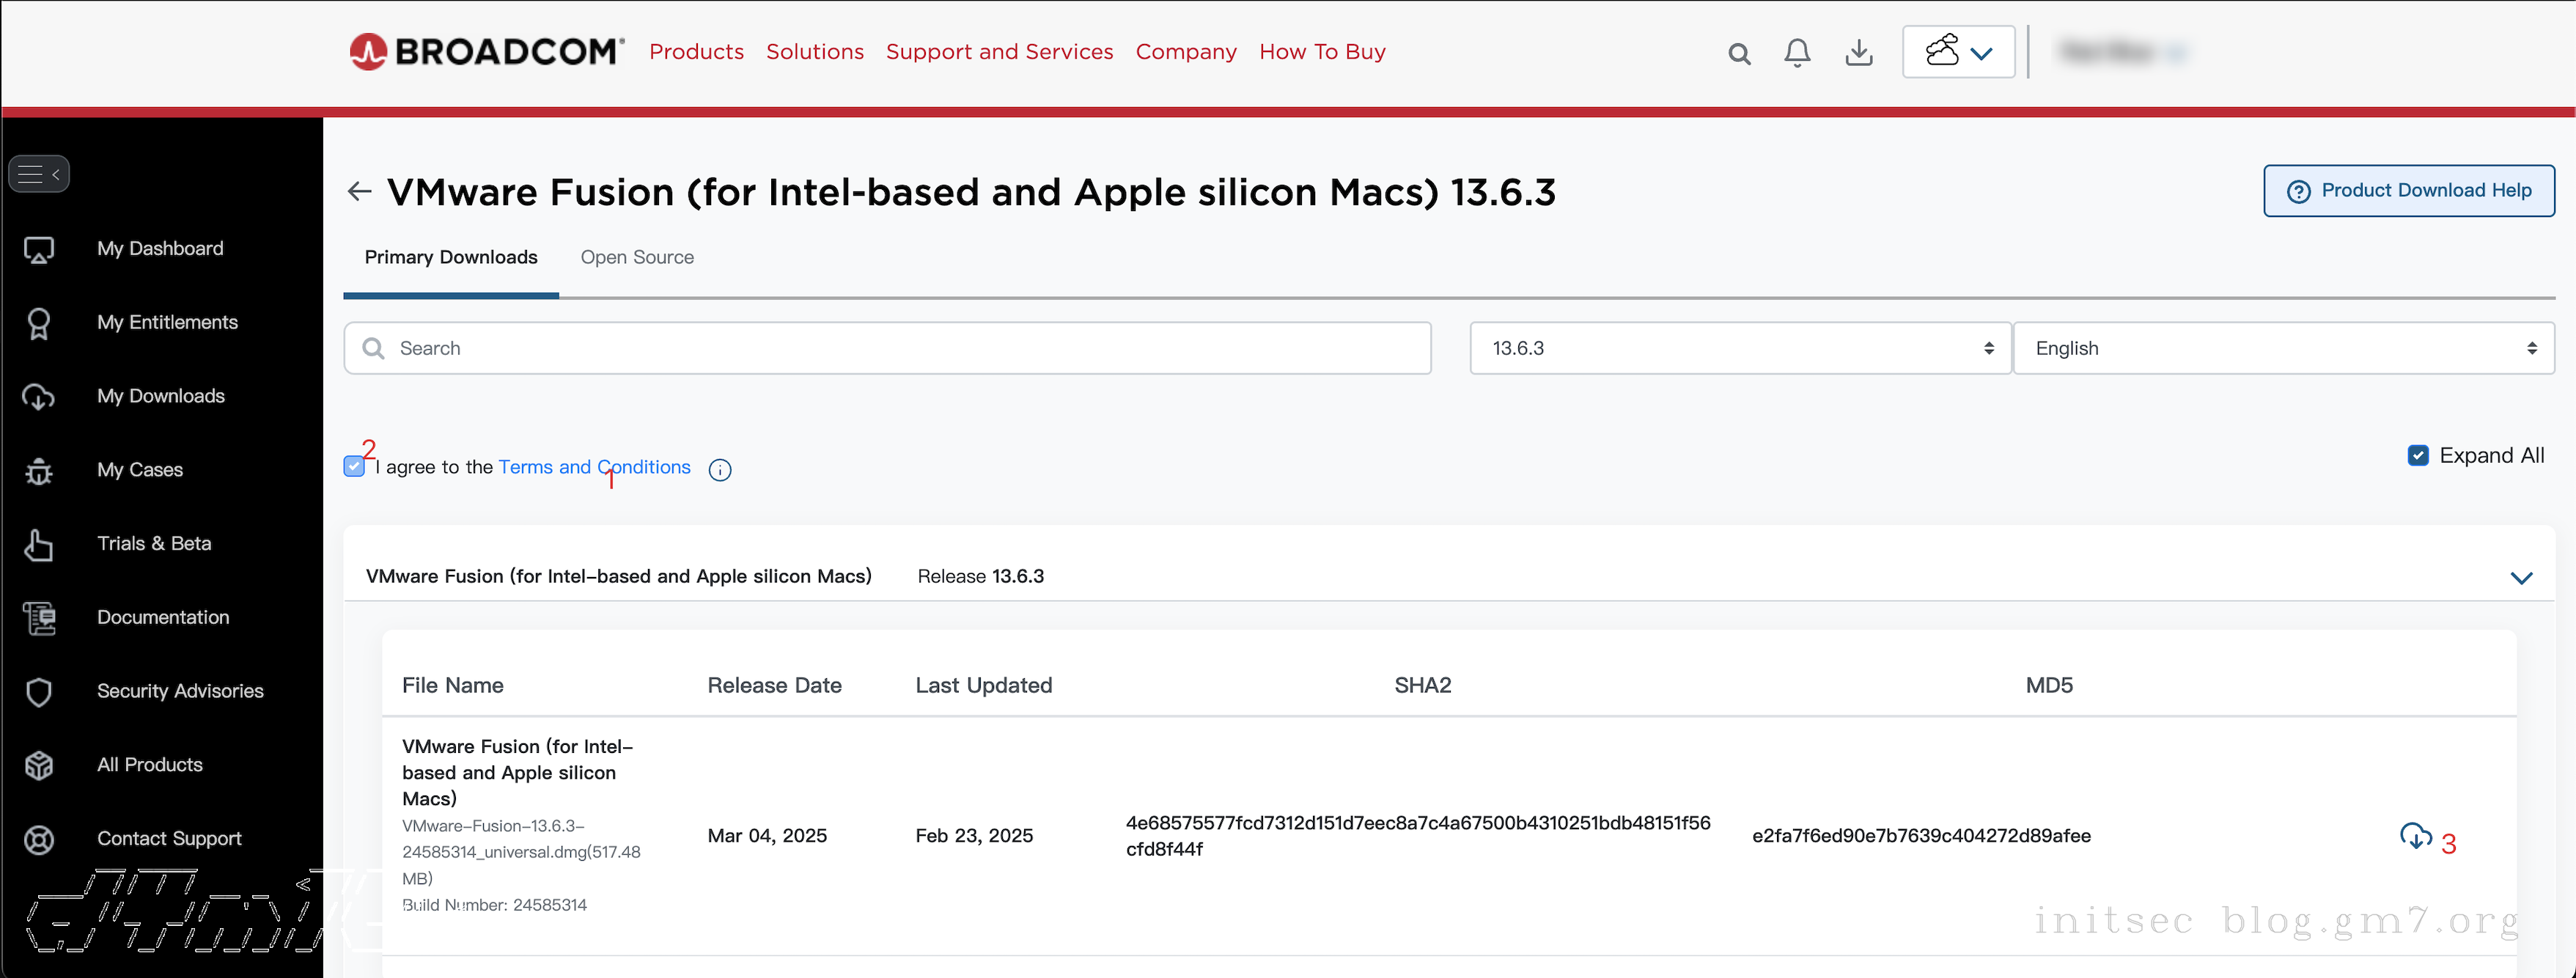 BROADCOM
Products Solutions Support and Services Company How To Buy
VMware Fusion (for Intel-based and Apple silicon Macs) 13.6.3
Product Download Help
My Dashboard
My Entitlements
My Downloads
My Cases
Trials & Beta
Documentation
Security Advisories
All Products
Contact Support
Primary Downloads Open Source
Search
13.6.3
English
2
I agree to the Terms and Conditions
1
Expand All
VMware Fusion (for Intel-based and Apple silicon Macs) Release 13.6.3
File Name Release Date Last Updated SHA2 MD5
VMware Fusion (for Intel-
based and Apple silicon
Macs)
VMware-Fusion-13.6.3-
24585314_universal.dmg(517.48
MB)
Build Number: 24585314
Mar 04, 2025
Feb 23, 2025
4e68575577fcd7312d151d7eec8a7c4a67500b4310251bdb48151f56
cfd8f44f
e2fa7f6ed90e7b7639c404272d89afee
3
initsec blog.gm7.org